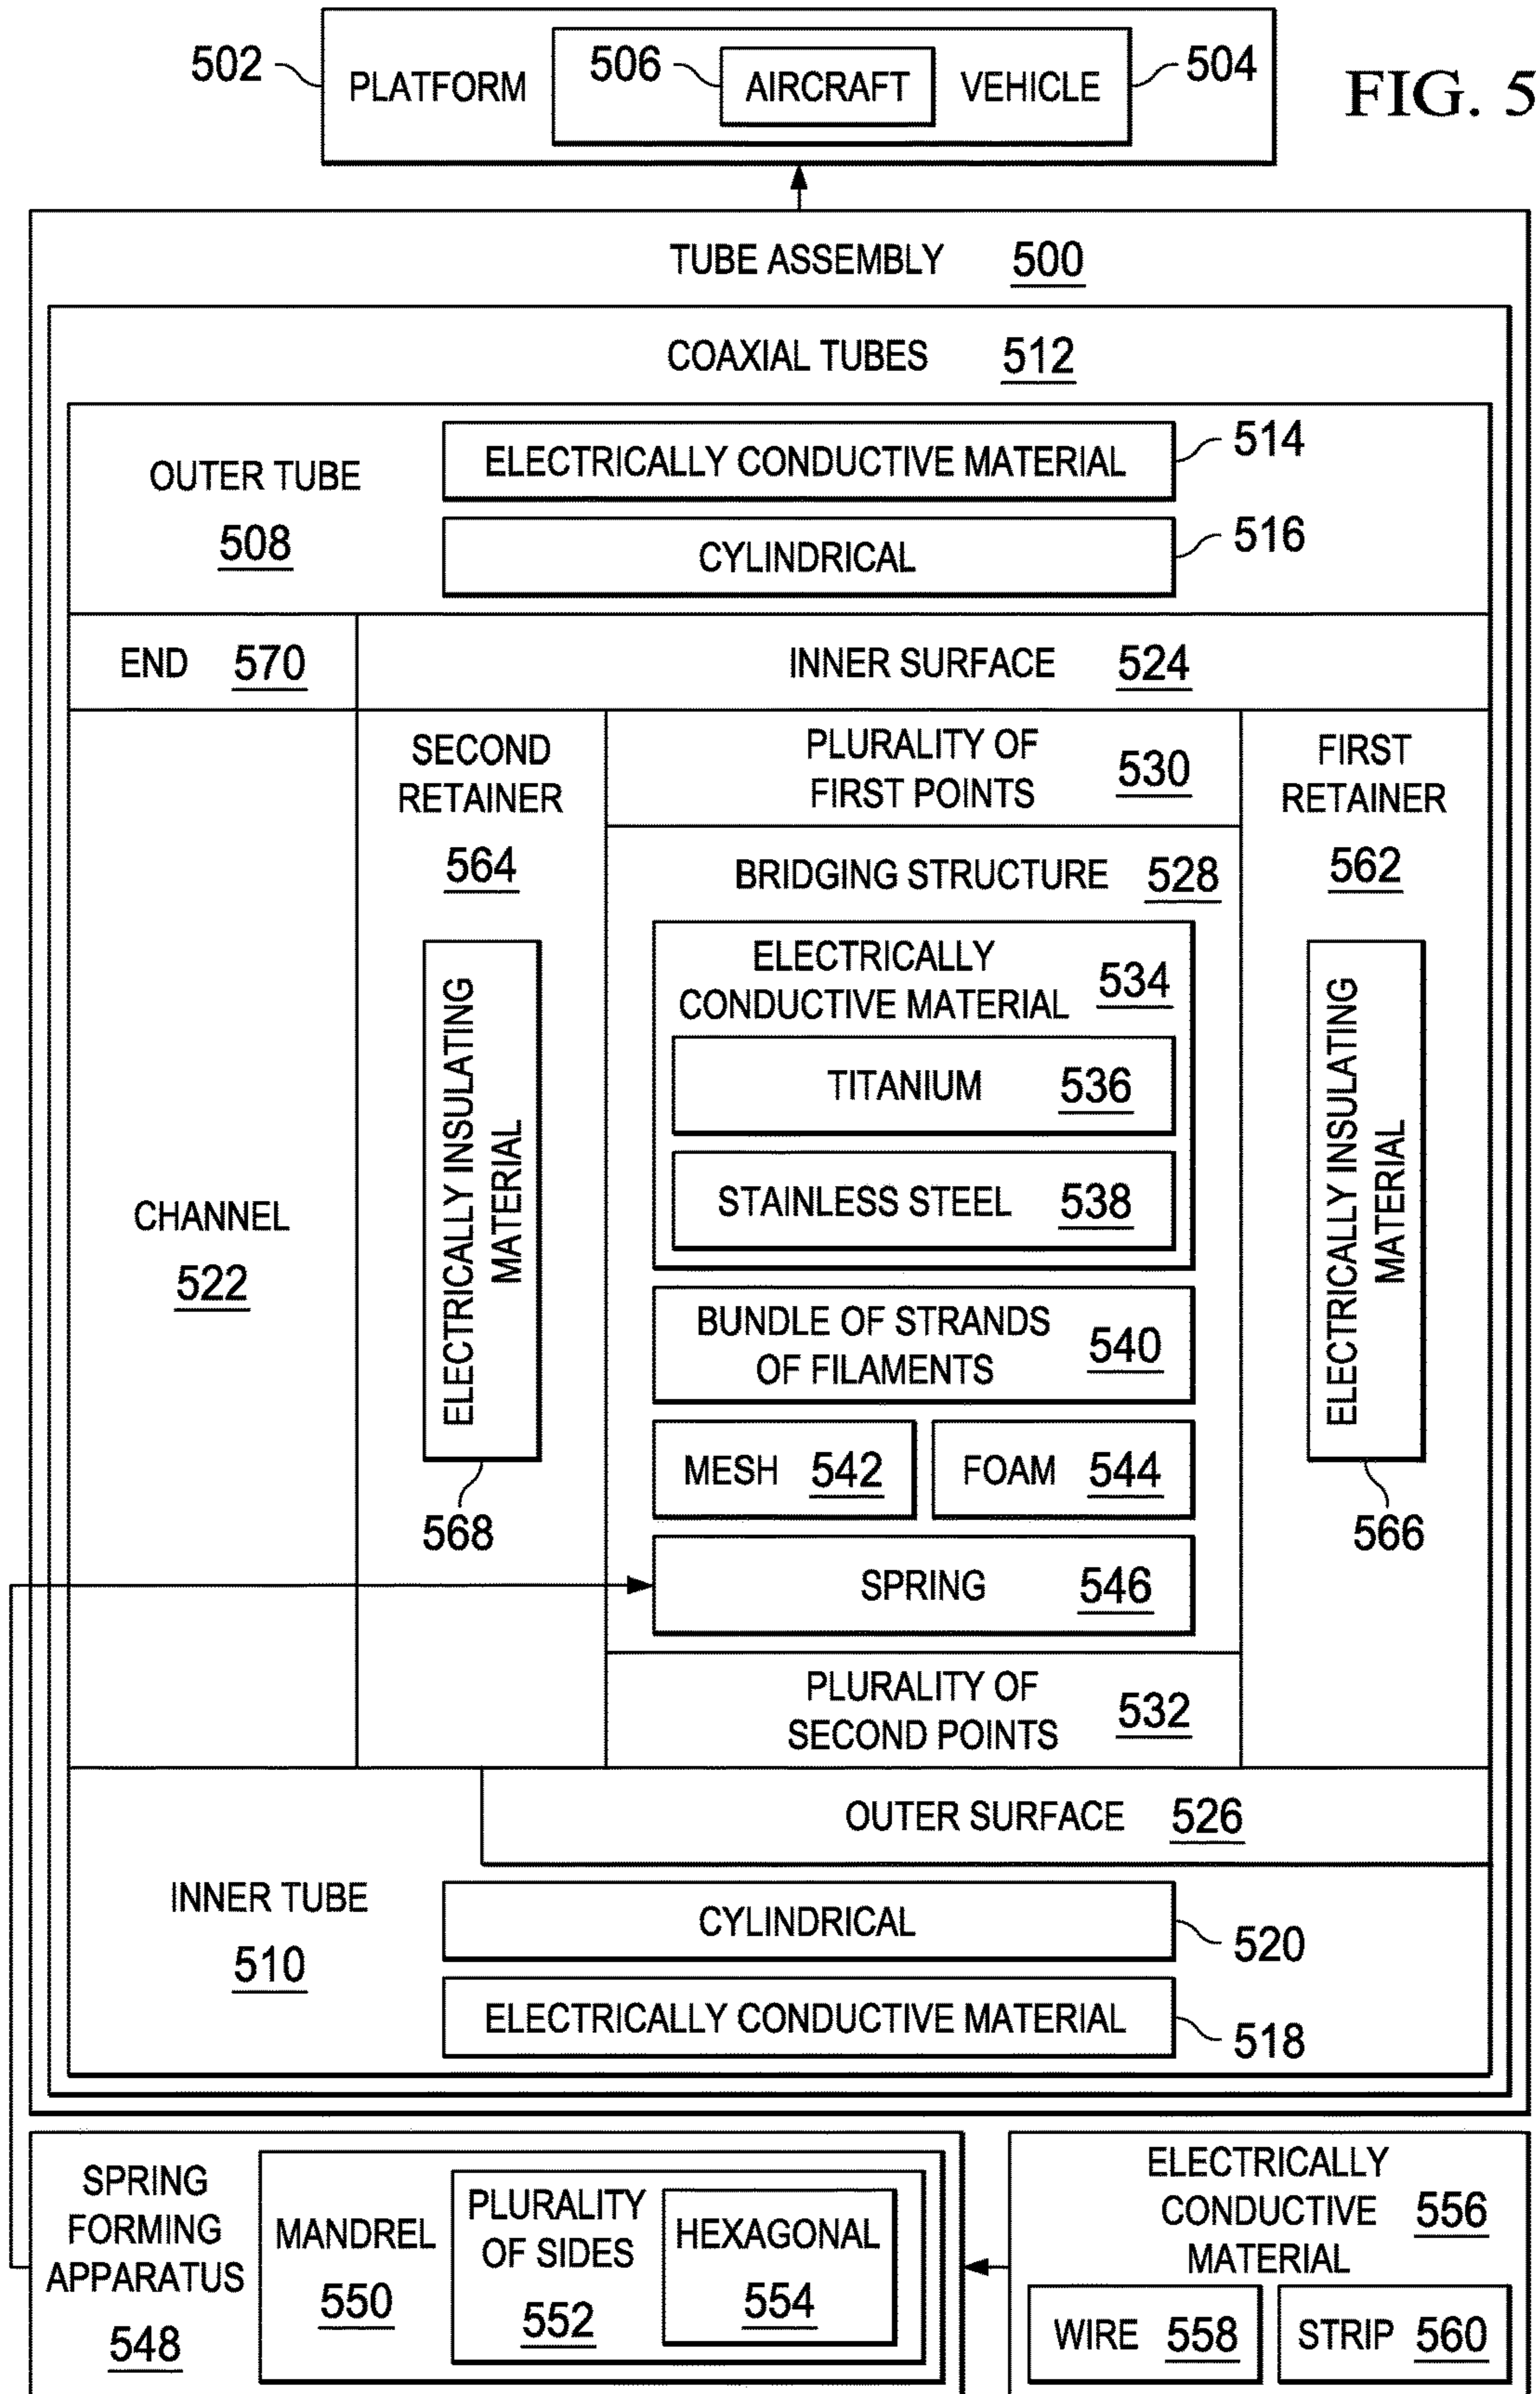 FIG. 5
502 PLATFORM 506 AIRCRAFT VEHICLE 504
TUBE ASSEMBLY 500
COAXIAL TUBES 512
OUTER TUBE
508
ELECTRICALLY CONDUCTIVE MATERIAL 514
CYLINDRICAL 516
END 570
INNER SURFACE 524
CHANNEL
522
SECOND
RETAINER
564
ELECTRICALLY INSULATING
MATERIAL
568
PLURALITY OF
FIRST POINTS 530
BRIDGING STRUCTURE 528
ELECTRICALLY
CONDUCTIVE MATERIAL 534
TITANIUM 536
STAINLESS STEEL 538
BUNDLE OF STRANDS
OF FILAMENTS 540
MESH 542 FOAM 544
SPRING 546
PLURALITY OF
SECOND POINTS 532
FIRST
RETAINER
562
ELECTRICALLY INSULATING
MATERIAL
566
OUTER SURFACE 526
INNER TUBE
510
CYLINDRICAL 520
ELECTRICALLY CONDUCTIVE MATERIAL 518
SPRING
FORMING
APPARATUS
548
MANDREL
550
PLURALITY
OF SIDES
552
HEXAGONAL
554
ELECTRICALLY
CONDUCTIVE 556
MATERIAL
WIRE 558 STRIP 560